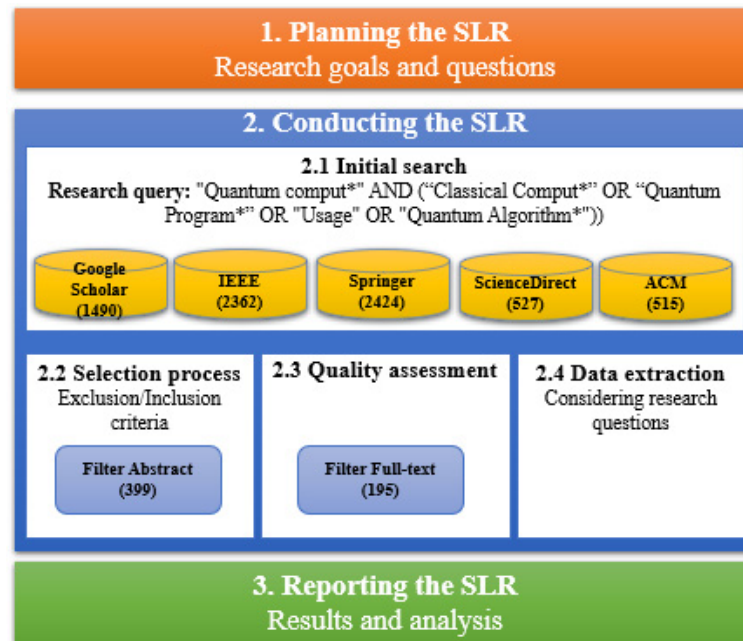 1. Planning the SLR
Research goals and questions
2. Conducting the SLR
2.1 Initial search
Research query: "Quantum comput*" AND (“Classical Comput*” OR “Quantum
Program*” OR "Usage" OR "Quantum Algorithm*"))
Google
Scholar
(1490)
IEEE
(2362)
Springer
(2424)
ScienceDirect
(527)
ACM
(515)
2.2 Selection process
Exclusion/Inclusion
criteria
Filter Abstract
(399)
2.3 Quality assessment
Filter Full-text
(195)
2.4 Data extraction
Considering research
questions
3. Reporting the SLR
Results and analysis